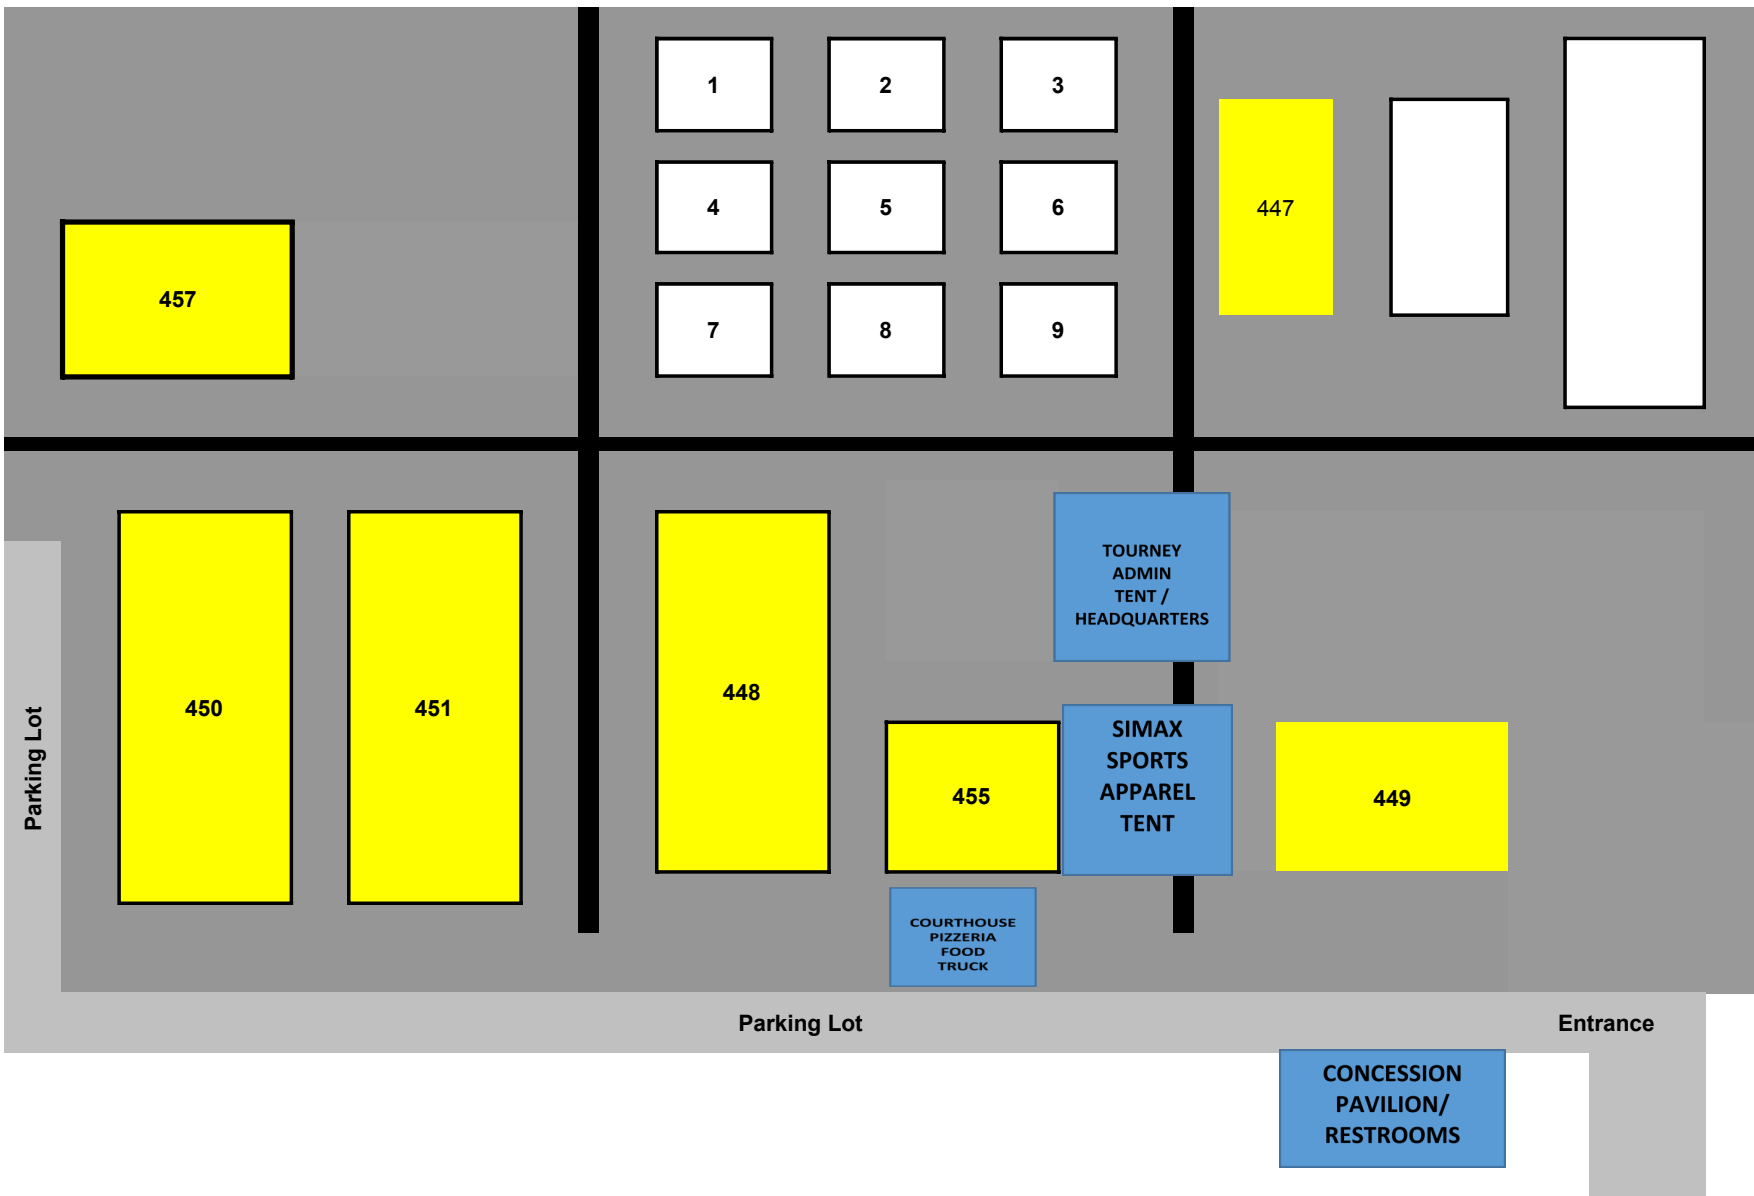 1
2
3
4
5
6
447
7
8
9
457
TOURNEY
ADMIN
TENT /
HEADQUARTERS
450
451
448
SIMAX
SPORTS
APPAREL
TENT
455
449
Parking Lot
COURTHOUSE
PIZZERIA
FOOD
TRUCK
Parking Lot
Entrance
CONCESSION
PAVILION/
RESTROOMS